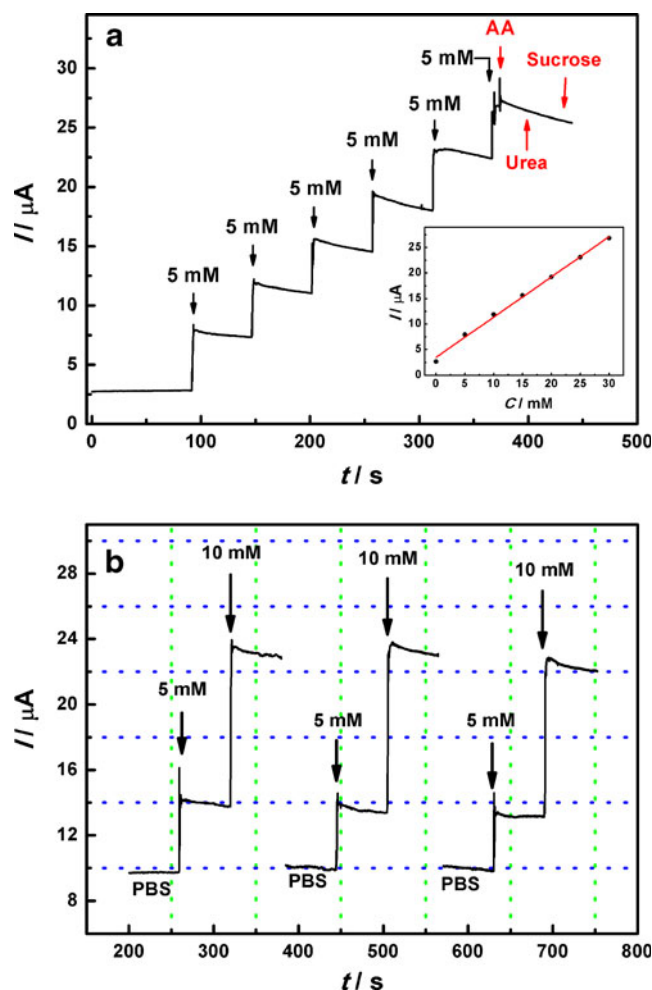 a
30
25
20
15
10
5
0
I / µA
5 mM
5 mM
5 mM
5 mM
5 mM
5 mM
AA
Sucrose
Urea
25
20
15
10
5
0
I / µA
0 5 10 15 20 25 30
C / mM
0 100 200 300 400 500
t / s
b
28
24
20
16
12
8
I / µA
10 mM
10 mM
10 mM
5 mM
5 mM
5 mM
PBS
PBS
PBS
200 300 400 500 600 700 800
t / s